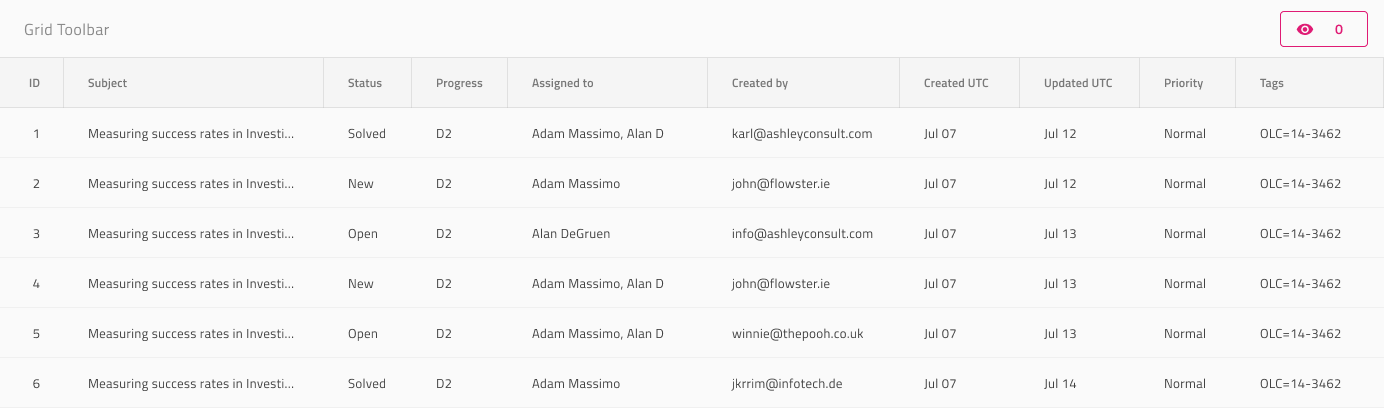 Grid Toolbar 0
ID Subject Status Progress Assigned to Created by Created UTC Updated UTC Priority Tags
1 Measuring success rates in Investi... Solved D2 Adam Massimo, Alan D karl@ashleyconsult.com Jul 07 Jul 12 Normal OLC=14-3462
2 Measuring success rates in Investi... New D2 Adam Massimo john@flowster.ie Jul 07 Jul 12 Normal OLC=14-3462
3 Measuring success rates in Investi... Open D2 Alan DeGruen info@ashleyconsult.com Jul 07 Jul 13 Normal OLC=14-3462
4 Measuring success rates in Investi... New D2 Adam Massimo, Alan D john@flowster.ie Jul 07 Jul 13 Normal OLC=14-3462
5 Measuring success rates in Investi... Open D2 Adam Massimo, Alan D winnie@thepooh.co.uk Jul 07 Jul 13 Normal OLC=14-3462
6 Measuring success rates in Investi... Solved D2 Adam Massimo jkrrim@infotech.de Jul 07 Jul 14 Normal OLC=14-3462